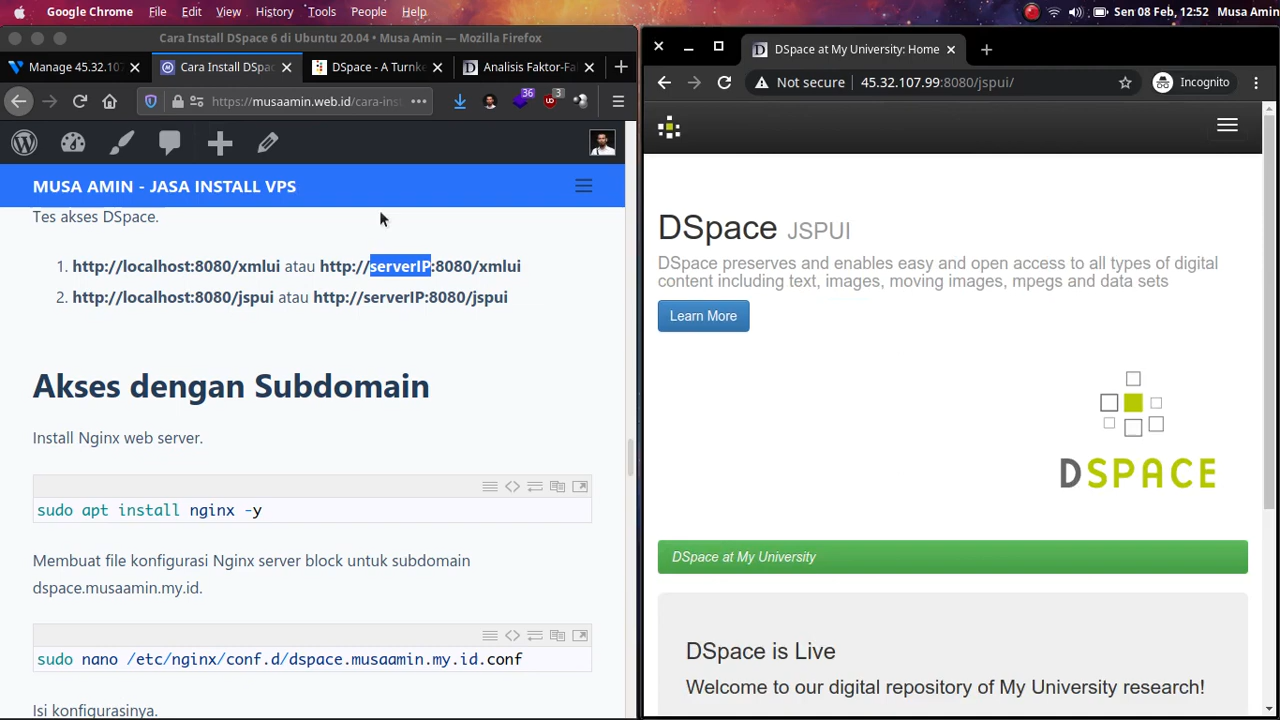 Google Chrome File Edit View History Tools People Help
Sen 08 Feb, 12:52 Musa Amin
Cara Install DSpace 6 di Ubuntu 20.04 • Musa Amin — Mozilla Firefox
Manage 45.32.107
Cara Install DSpac
DSpace - A Turnke
Analisis Faktor-Fa
https://musaamin.web.id/cara-inst
36
3
MUSA AMIN - JASA INSTALL VPS
Tes akses DSpace.
1. http://localhost:8080/xmlui atau http://serverIP:8080/xmlui
2. http://localhost:8080/jspui atau http://serverIP:8080/jspui
Akses dengan Subdomain
Install Nginx web server.
sudo apt install nginx -y
Membuat file konfigurasi Nginx server block untuk subdomain
dspace.musaamin.my.id.
sudo nano /etc/nginx/conf.d/dspace.musaamin.my.id.conf
Isi konfigurasinya.
DSpace at My University: Home
Not secure 45.32.107.99:8080/jspui/
Incognito
DSpace JSPUI
DSpace preserves and enables easy and open access to all types of digital
content including text, images, moving images, mpegs and data sets
Learn More
DSPACE
DSpace at My University
DSpace is Live
Welcome to our digital repository of My University research!